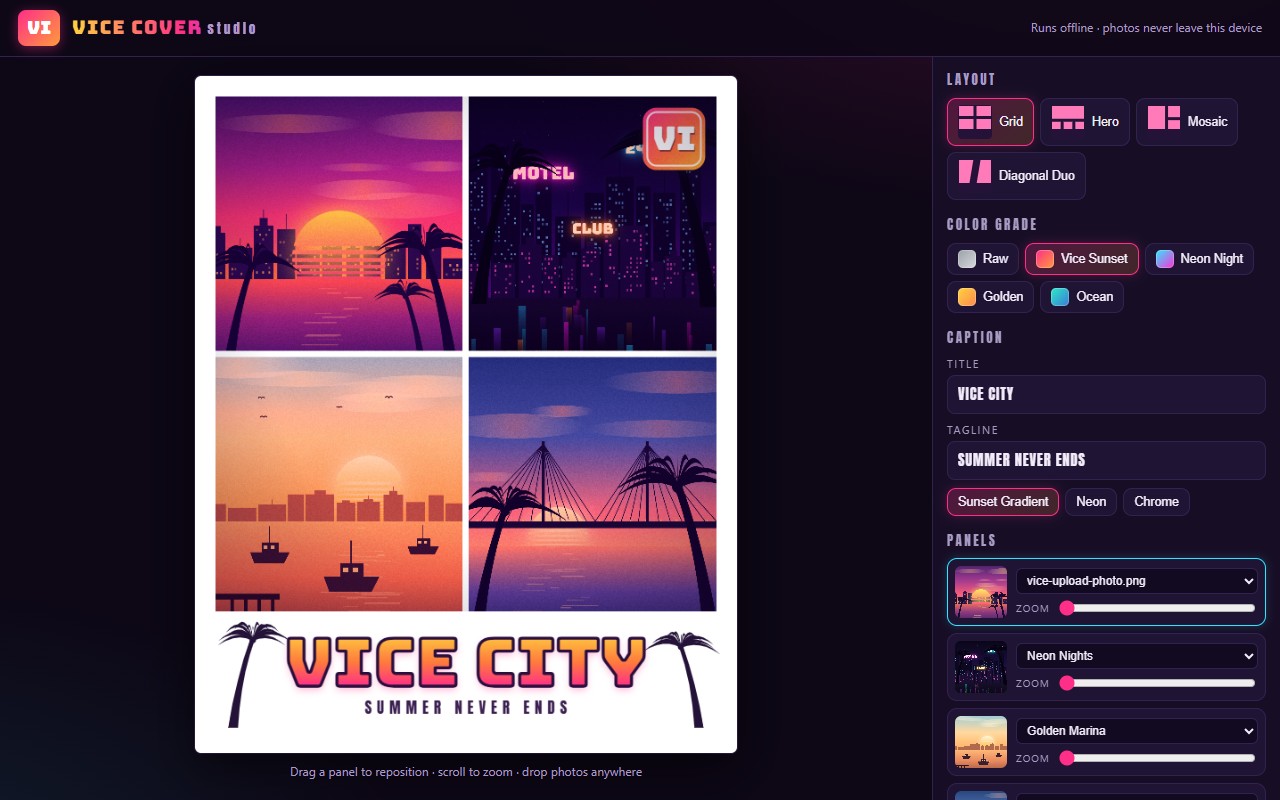 VI VICE COVER studio
Runs offline · photos never leave this device
VI
MOTEL
CLUB
VICE CITY
SUMMER NEVER ENDS
Drag a panel to reposition · scroll to zoom · drop photos anywhere
LAYOUT
Grid Hero Mosaic
Diagonal Duo
COLOR GRADE
Raw Vice Sunset Neon Night
Golden Ocean
CAPTION
TITLE
VICE CITY
TAGLINE
SUMMER NEVER ENDS
Sunset Gradient Neon Chrome
PANELS
vice-upload-photo.png
ZOOM
Neon Nights
ZOOM
Golden Marina
ZOOM